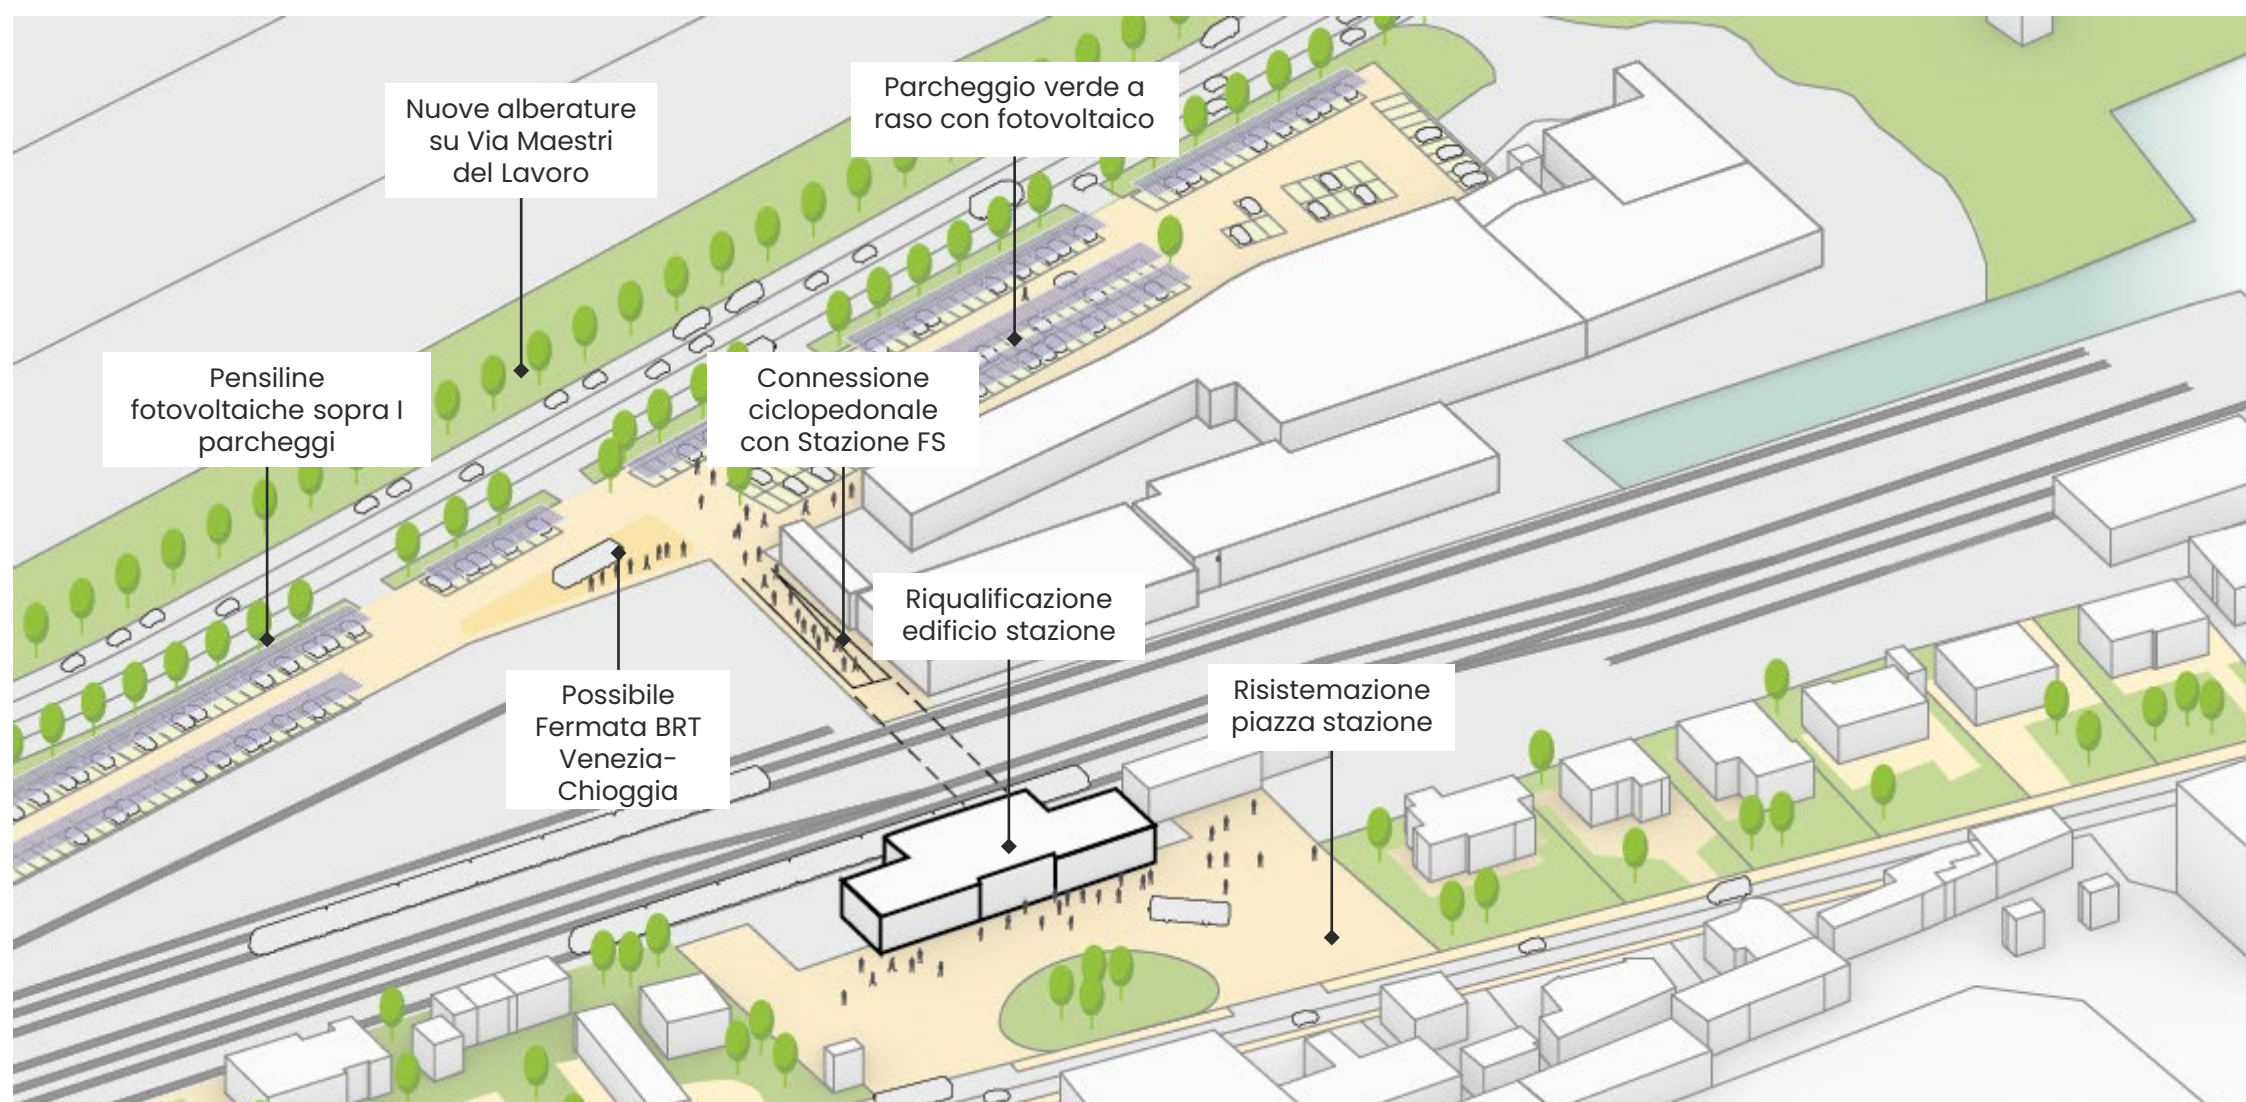 Nuove alberature
su Via Maestri
del Lavoro
Parcheggio verde a
raso con fotovoltaico
Pensiline
fotovoltaiche sopra I
parcheggi
Connessione
ciclopedonale
con Stazione FS
Riqualificazione
edificio stazione
Possibile
Fermata BRT
Venezia-
Chioggia
Risistemazione
piazza stazione